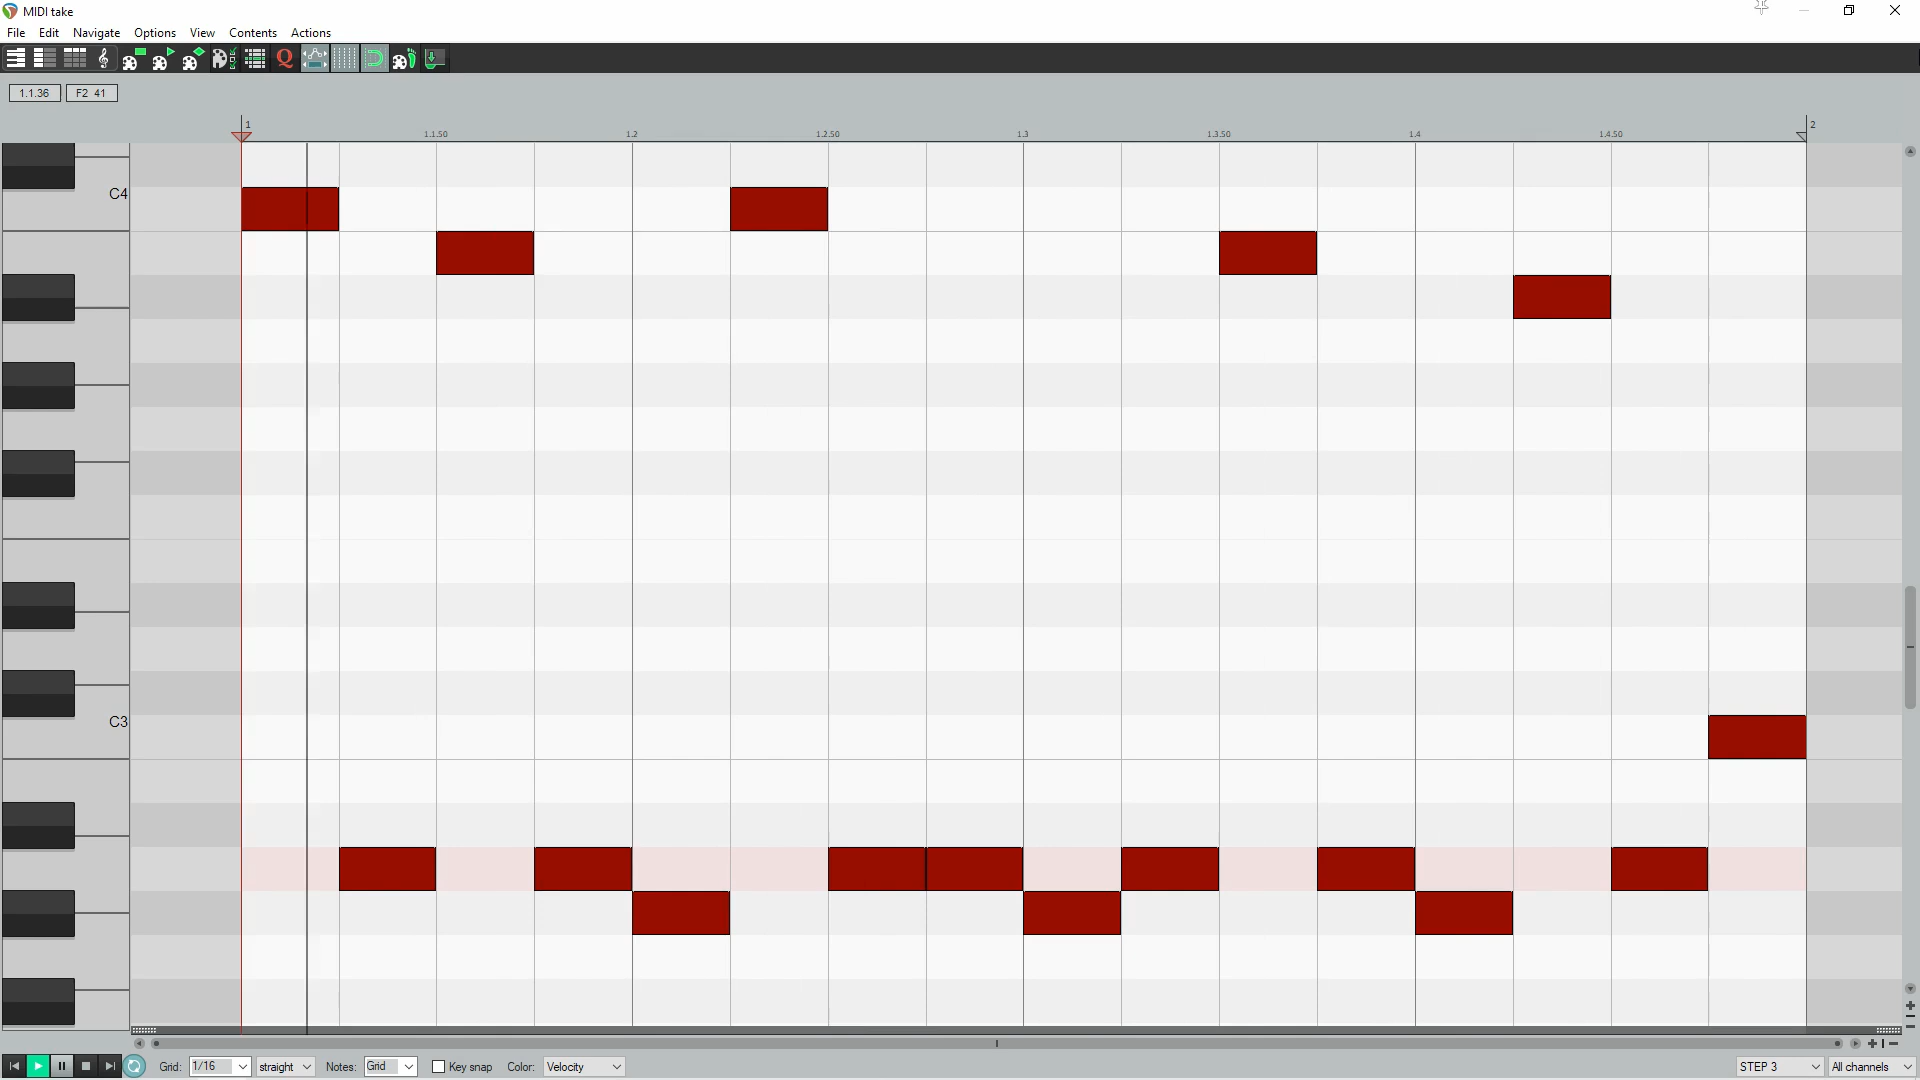 MIDI take
File Edit Navigate Options View Contents Actions
Q
1.1.36 F2 41
1 1.1.50 1.2 1.2.50 1.3 1.3.50 1.4 1.4.50 2
C4
C3
Grid: 1/16 straight Notes: Grid Key snap Color: Velocity STEP 3 All channels